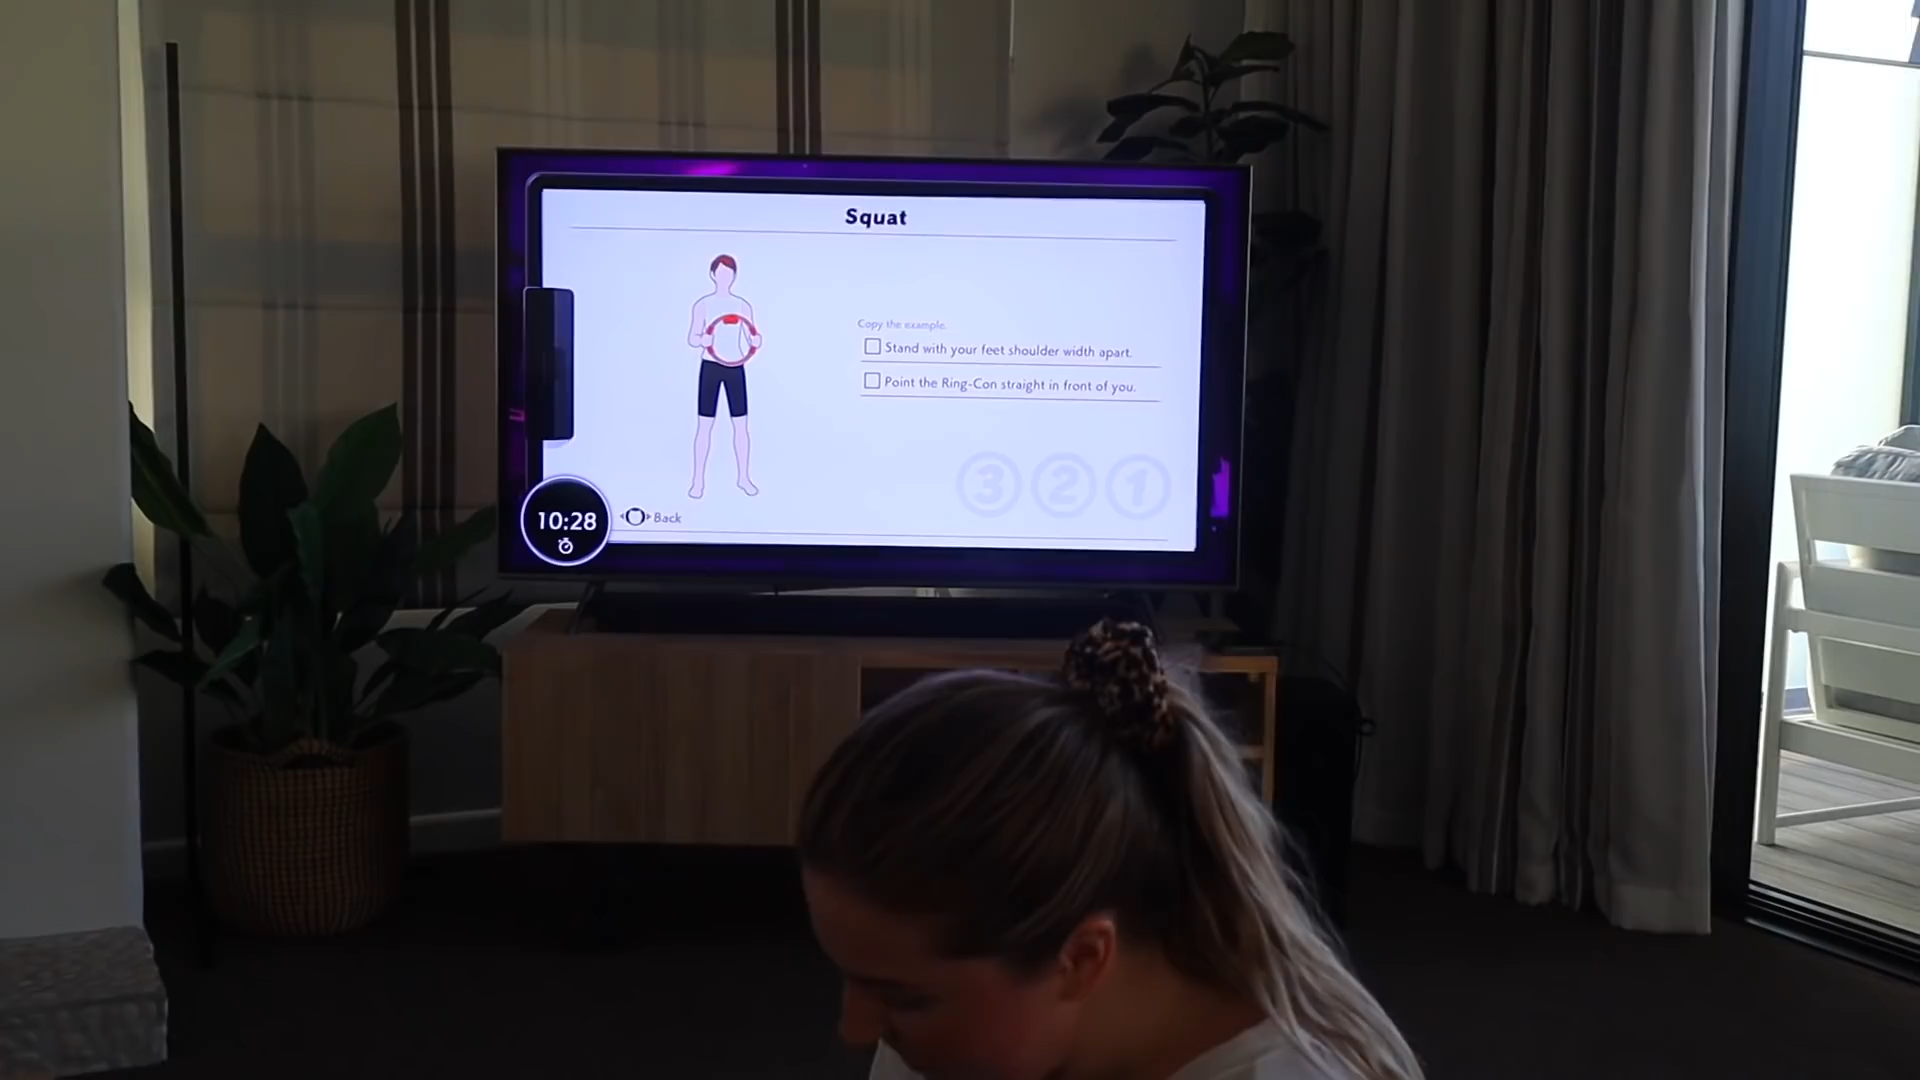 Squat
Copy the example.
Stand with your feet shoulder width apart.
Point the Ring-Con straight in front of you.
3 2 1
10:28
Back